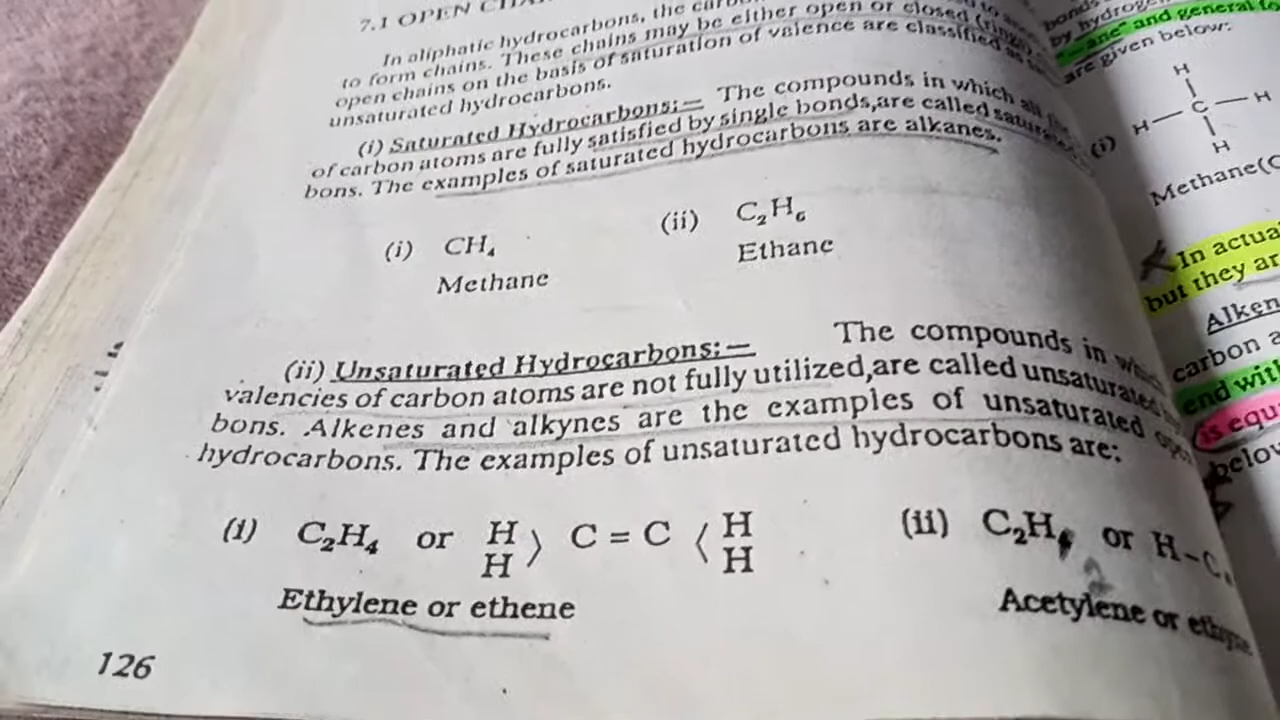 7.1 OPEN
In aliphatic hydrocarbons, the
to form chains. These chains may be either open or closed
open chains on the basis of saturation of valence are classified as
unsaturated hydrocarbons.
(i) Saturated Hydrocarbons:— The compounds in which
of carbon atoms are fully satisfied by single bonds,are called
bons. The examples of saturated hydrocarbons are alkanes.
(i) CH₄ (ii) C₂H₆
Methane Ethane
(ii) Unsaturated Hydrocarbons:— The compounds in
valencies of carbon atoms are not fully utilized,are called unsaturated
bons. Alkenes and alkynes are the examples of unsaturated
hydrocarbons. The examples of unsaturated hydrocarbons are:
(i) C₂H₄ or H H 〉 C = C 〈 H H (ii) C₂H 2 or H-C
Ethylene or ethene Acetylene or
126
bonds
by
"—ane" and general
are given below:
H
(i) H — C — H
H
Methane
In
but they
carbon
end
is